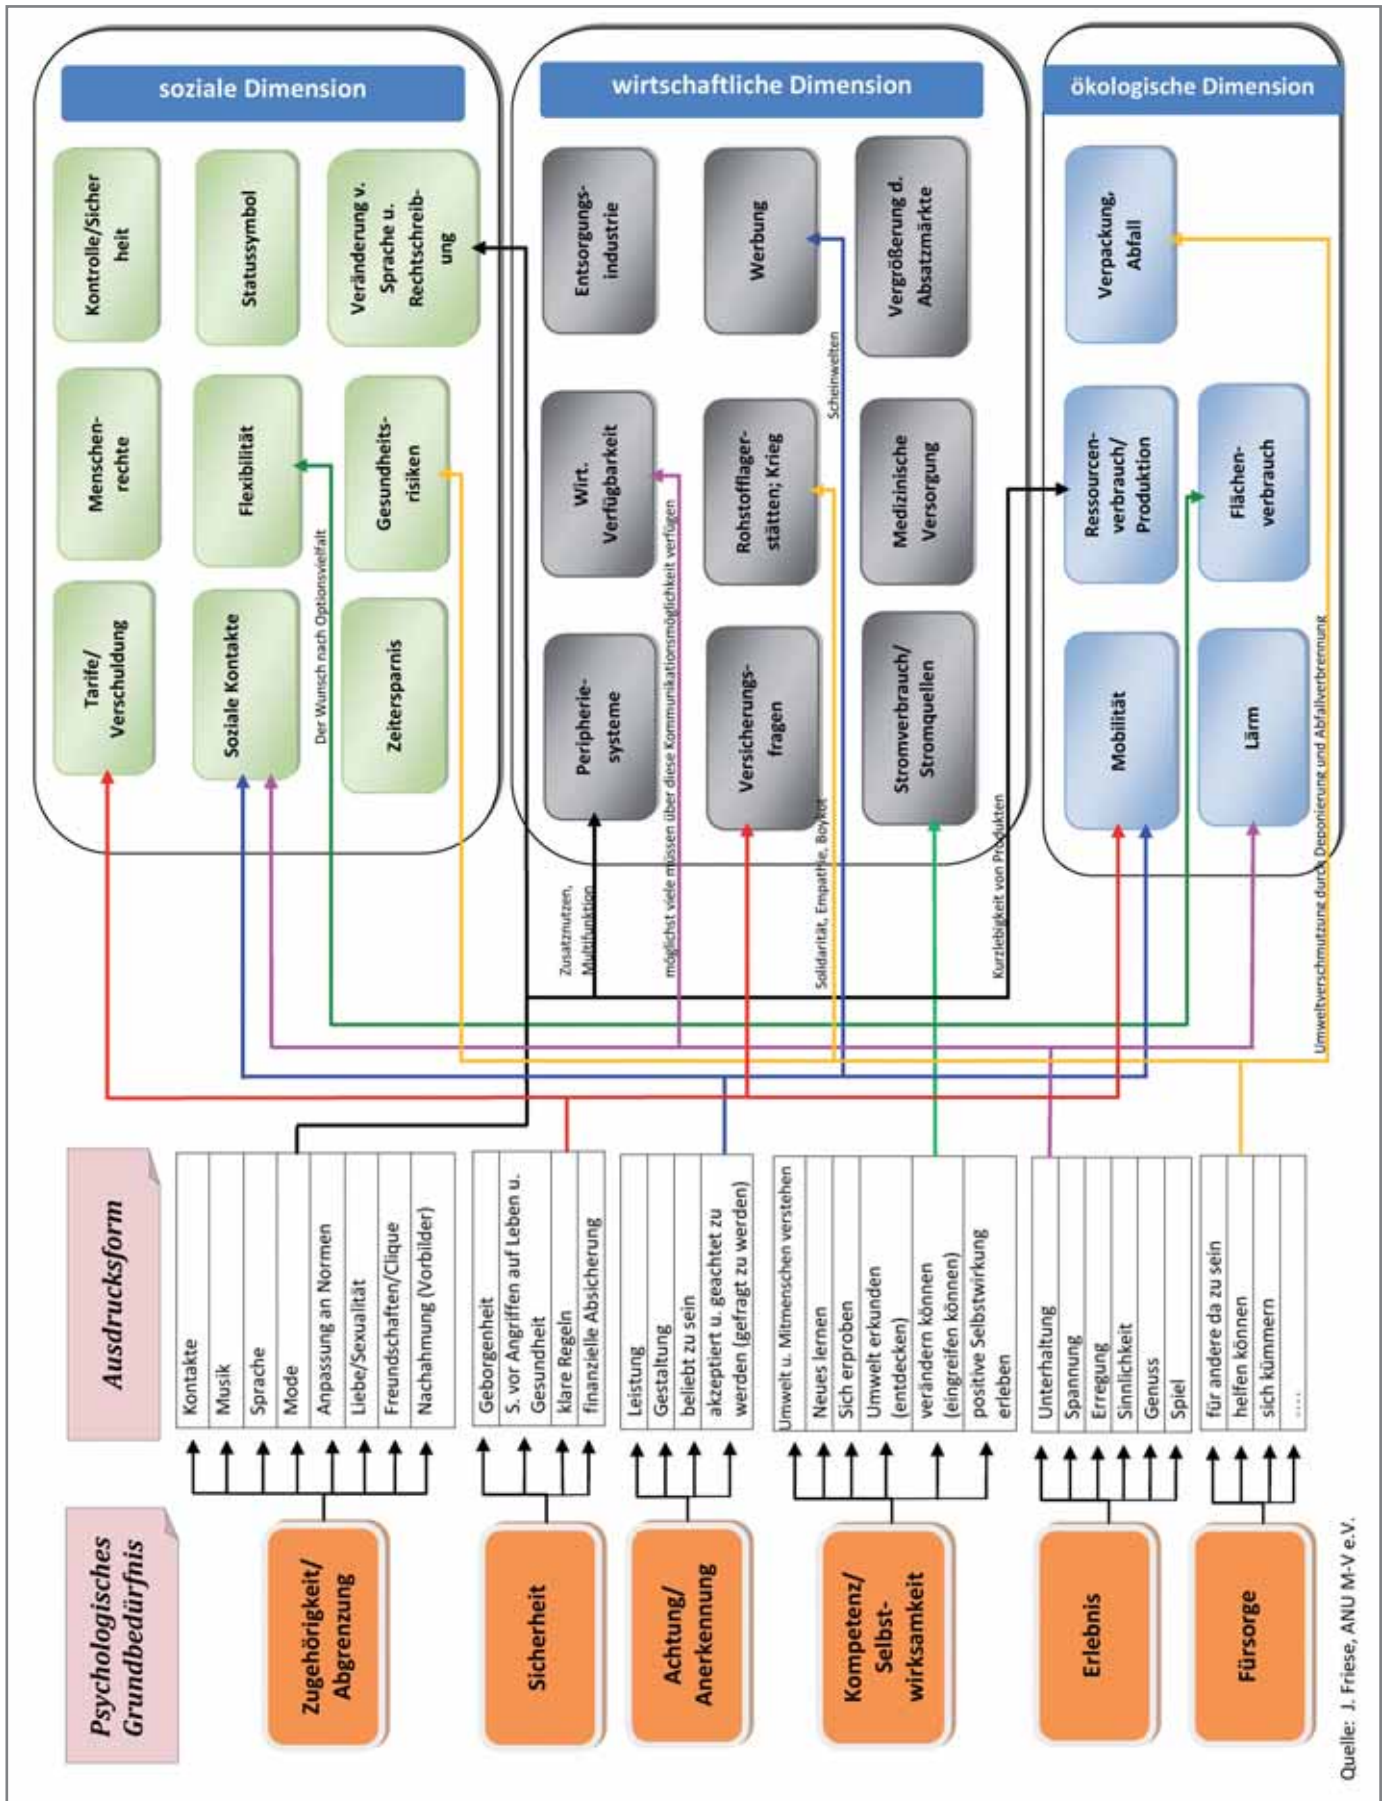 Psychologisches
Grundbedürfnis
Ausdrucksform
Zugehörigkeit/
Abgrenzung
Kontakte
Musik
Sprache
Mode
Anpassung an Normen
Liebe/Sexualität
Freundschaften/Clique
Nachahmung (Vorbilder)
Sicherheit
Geborgenheit
S. vor Angriffen auf Leben u.
Gesundheit
klare Regeln
finanzielle Absicherung
Achtung/
Anerkennung
Leistung
Gestaltung
beliebt zu sein
akzeptiert u. geachtet zu
werden (gefragt zu werden)
Kompetenz/
Selbst-
wirksamkeit
Umwelt u. Mitmenschen verstehen
Neues lernen
Sich erproben
Umwelt erkunden
(entdecken)
verändern können
(eingreifen können)
positive Selbstwirkung
erleben
Erlebnis
Unterhaltung
Spannung
Erregung
Sinnlichkeit
Genuss
Spiel
Fürsorge
für andere da zu sein
helfen können
sich kümmern
....
soziale Dimension
Tarife/
Verschuldung
Menschen-
rechte
Kontrolle/Sicher
heit
Soziale Kontakte
Flexibilität
Statussymbol
Der Wunsch nach Optionsvielfalt
Zeitersparnis
Gesundheits-
risiken
Veränderung v.
Sprache u.
Rechtschreib-
ung
wirtschaftliche Dimension
Zusatznutzen,
Multifunktion
Peripherie-
systeme
Wirt.
Verfügbarkeit
Entsorgungs-
industrie
möglichst viele müssen über diese Kommunikationsmöglichkeit verfügen
Versicherungs-
fragen
Rohstofflager-
stätten; Krieg
Werbung
Solidarität, Empathie, Boykot
Scheinwelten
Stromverbrauch/
Stromquellen
Medizinische
Versorgung
Vergrößerung d.
Absatzmärkte
Kurzlebigkeit von Produkten
ökologische Dimension
Mobilität
Ressourcen-
verbrauch/
Produktion
Verpackung,
Abfall
Lärm
Flächen-
verbrauch
Umweltverschmutzung durch Deponierung und Abfallverbrennung
Quelle: J. Friese, ANU M-V e.V.